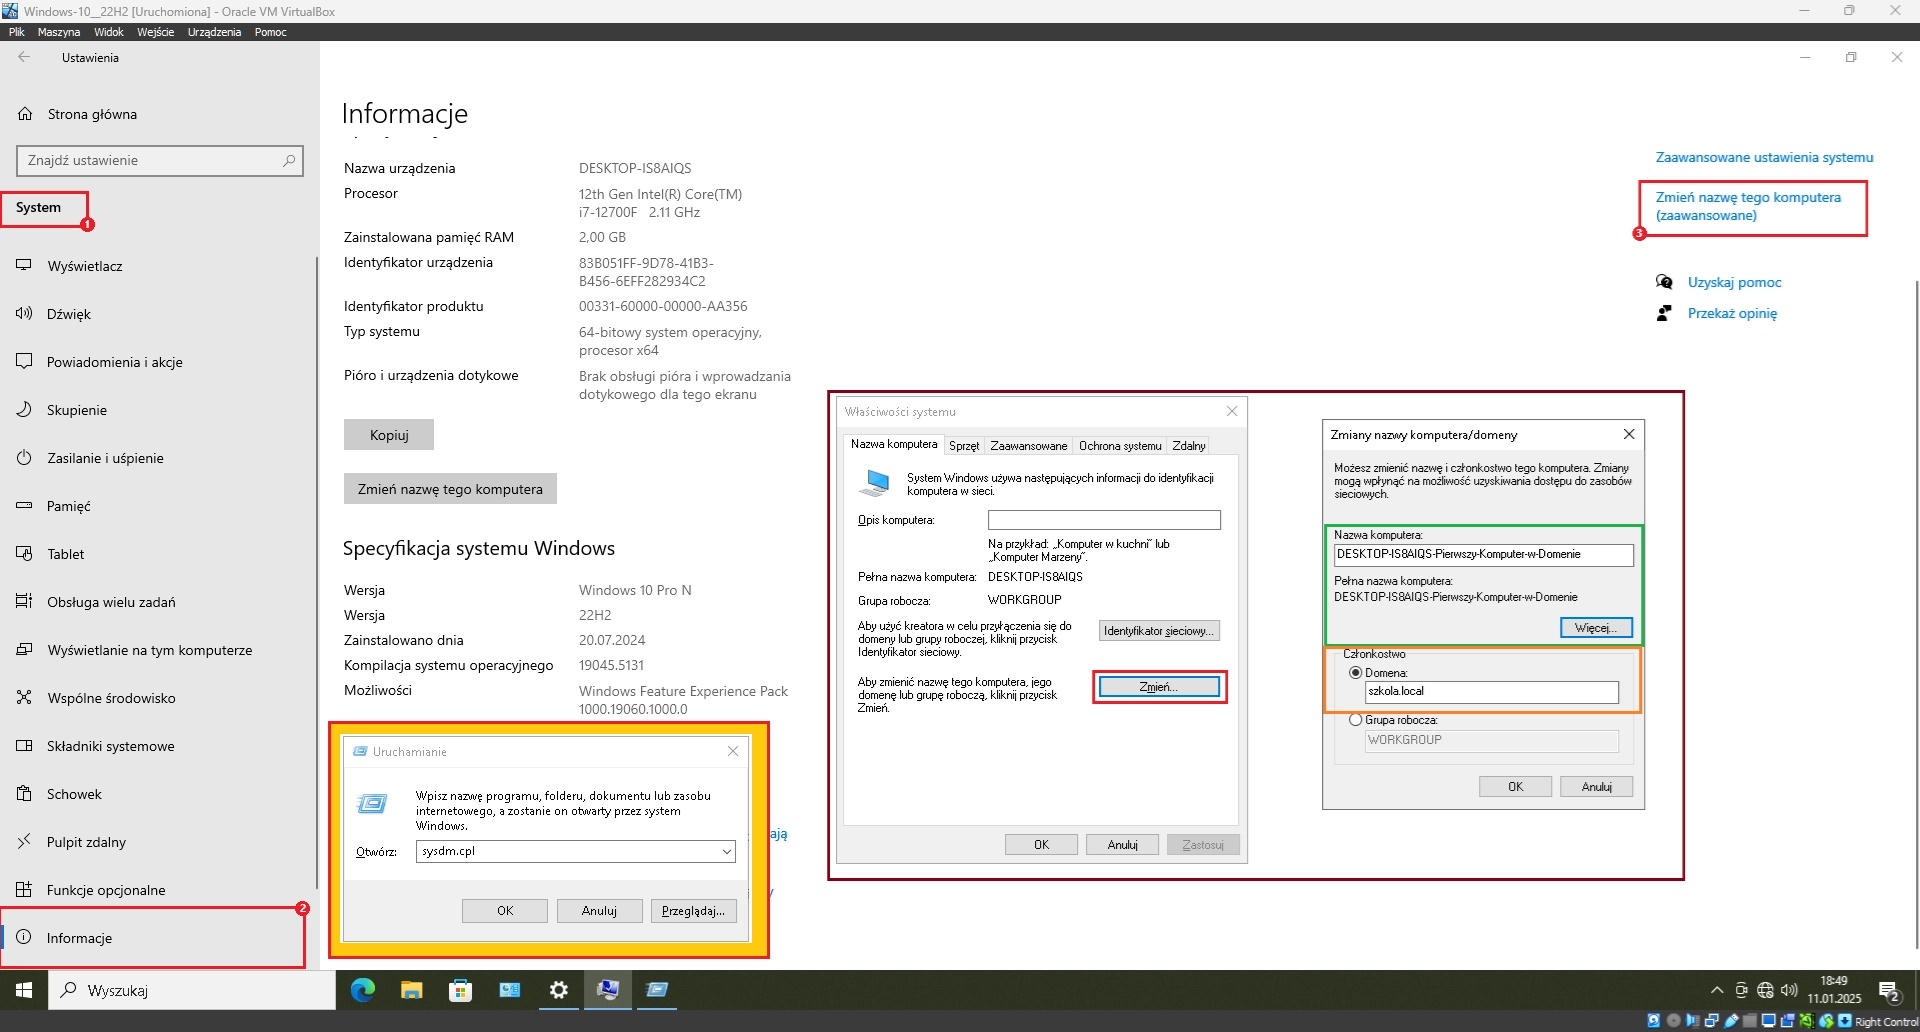 Windows-10__22H2 [Uruchomiona] - Oracle VM VirtualBox
Plik Maszyna Widok Wejście Urządzenia Pomoc
Ustawienia
Strona główna
Znajdź ustawienie
System
1
Wyświetlacz
Dźwięk
Powiadomienia i akcje
Skupienie
Zasilanie i uśpienie
Pamięć
Tablet
Obsługa wielu zadań
Wyświetlanie na tym komputerze
Wspólne środowisko
Składniki systemowe
Schowek
Pulpit zdalny
Funkcje opcjonalne
2
Informacje
Informacje
Nazwa urządzenia DESKTOP-IS8AIQS
Procesor 12th Gen Intel(R) Core(TM)
i7-12700F 2.11 GHz
Zainstalowana pamięć RAM 2,00 GB
Identyfikator urządzenia 83B051FF-9D78-41B3-
B456-6EFF282934C2
Identyfikator produktu 00331-60000-00000-AA356
Typ systemu 64-bitowy system operacyjny,
procesor x64
Pióro i urządzenia dotykowe Brak obsługi pióra i wprowadzania
dotykowego dla tego ekranu
Kopiuj
Zmień nazwę tego komputera
Specyfikacja systemu Windows
Wersja Windows 10 Pro N
Wersja 22H2
Zainstalowano dnia 20.07.2024
Kompilacja systemu operacyjnego 19045.5131
Możliwości Windows Feature Experience Pack
1000.19060.1000.0
ają
y
Uruchamianie
Wpisz nazwę programu, folderu, dokumentu lub zasobu
internetowego, a zostanie on otwarty przez system
Windows.
Otwórz: sysdm.cpl
OK Anuluj Przeglądaj...
Zaawansowane ustawienia systemu
Zmień nazwę tego komputera
(zaawansowane)
3
Uzyskaj pomoc
Przekaż opinię
Właściwości systemu
Nazwa komputera Sprzęt Zaawansowane Ochrona systemu Zdalny
System Windows używa następujących informacji do identyfikacji
komputera w sieci.
Opis komputera:
Na przykład: „Komputer w kuchni” lub
„Komputer Marzeny”.
Pełna nazwa komputera: DESKTOP-IS8AIQS
Grupa robocza: WORKGROUP
Aby użyć kreatora w celu przyłączenia się do
domeny lub grupy roboczej, kliknij przycisk
Identyfikator sieciowy.
Identyfikator sieciowy...
Aby zmienić nazwę tego komputera, jego
domenę lub grupę roboczą, kliknij przycisk
Zmień.
Zmień...
OK Anuluj Zastosuj
Zmiany nazwy komputera/domeny
Możesz zmienić nazwę i członkostwo tego komputera. Zmiany
mogą wpłynąć na możliwość uzyskiwania dostępu do zasobów
sieciowych.
Nazwa komputera:
DESKTOP-IS8AIQS-Pierwszy-Komputer-w-Domenie
Pełna nazwa komputera:
DESKTOP-IS8AIQS-Pierwszy-Komputer-w-Domenie
Więcej...
Członkostwo
Domena:
szkola.local
Grupa robocza:
WORKGROUP
OK Anuluj
Wyszukaj
18:49
11.01.2025
2
Right Control